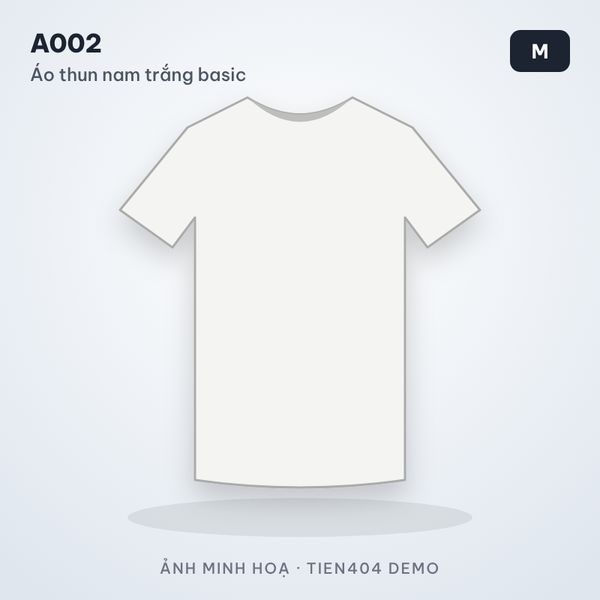 A002
M
Áo thun nam trắng basic
ẢNH MINH HOẠ · TIEN404 DEMO